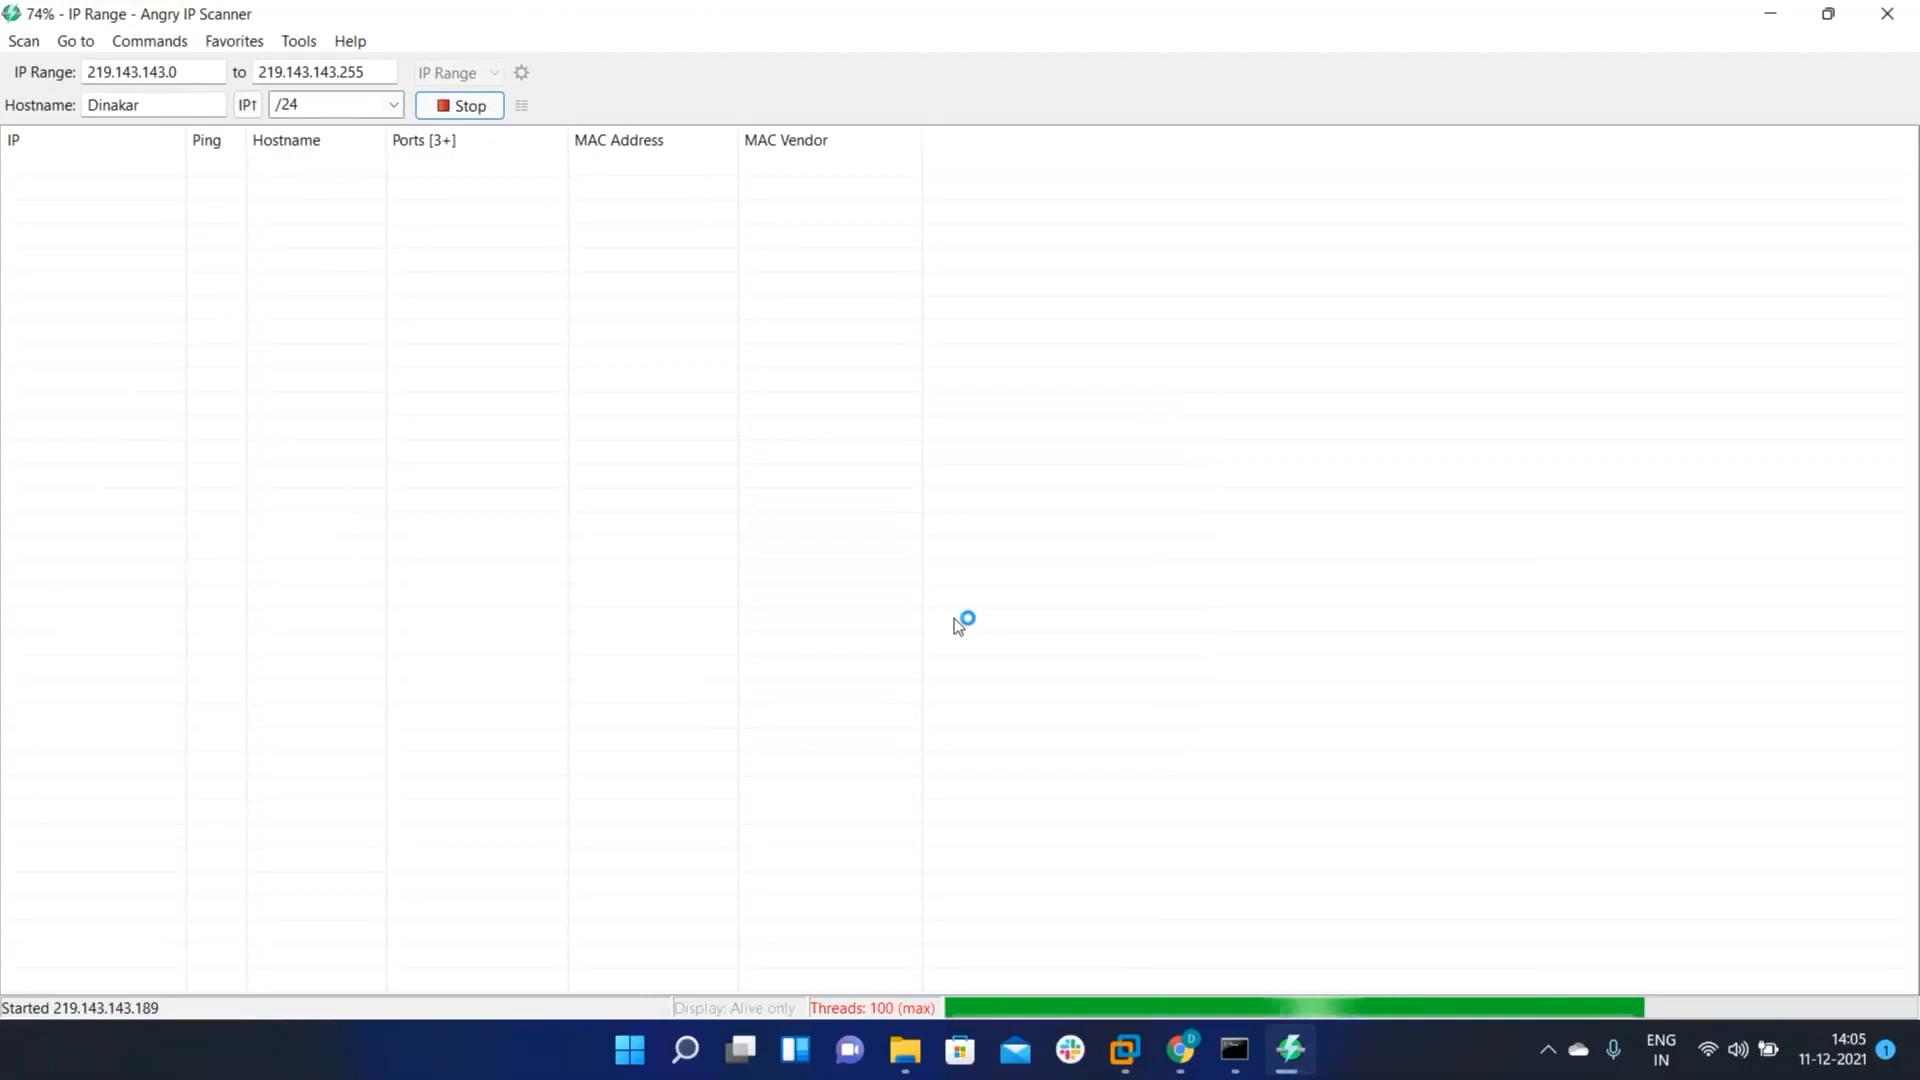 74% - IP Range - Angry IP Scanner
Scan Go to Commands Favorites Tools Help
IP Range: 219.143.143.0 to 219.143.143.255 IP Range
Hostname: Dinakar IP↑ /24 Stop
IP Ping Hostname Ports [3+] MAC Address MAC Vendor
Started 219.143.143.189 Display: Alive only Threads: 100 (max)
D
ENG 14:05
IN 11-12-2021 1